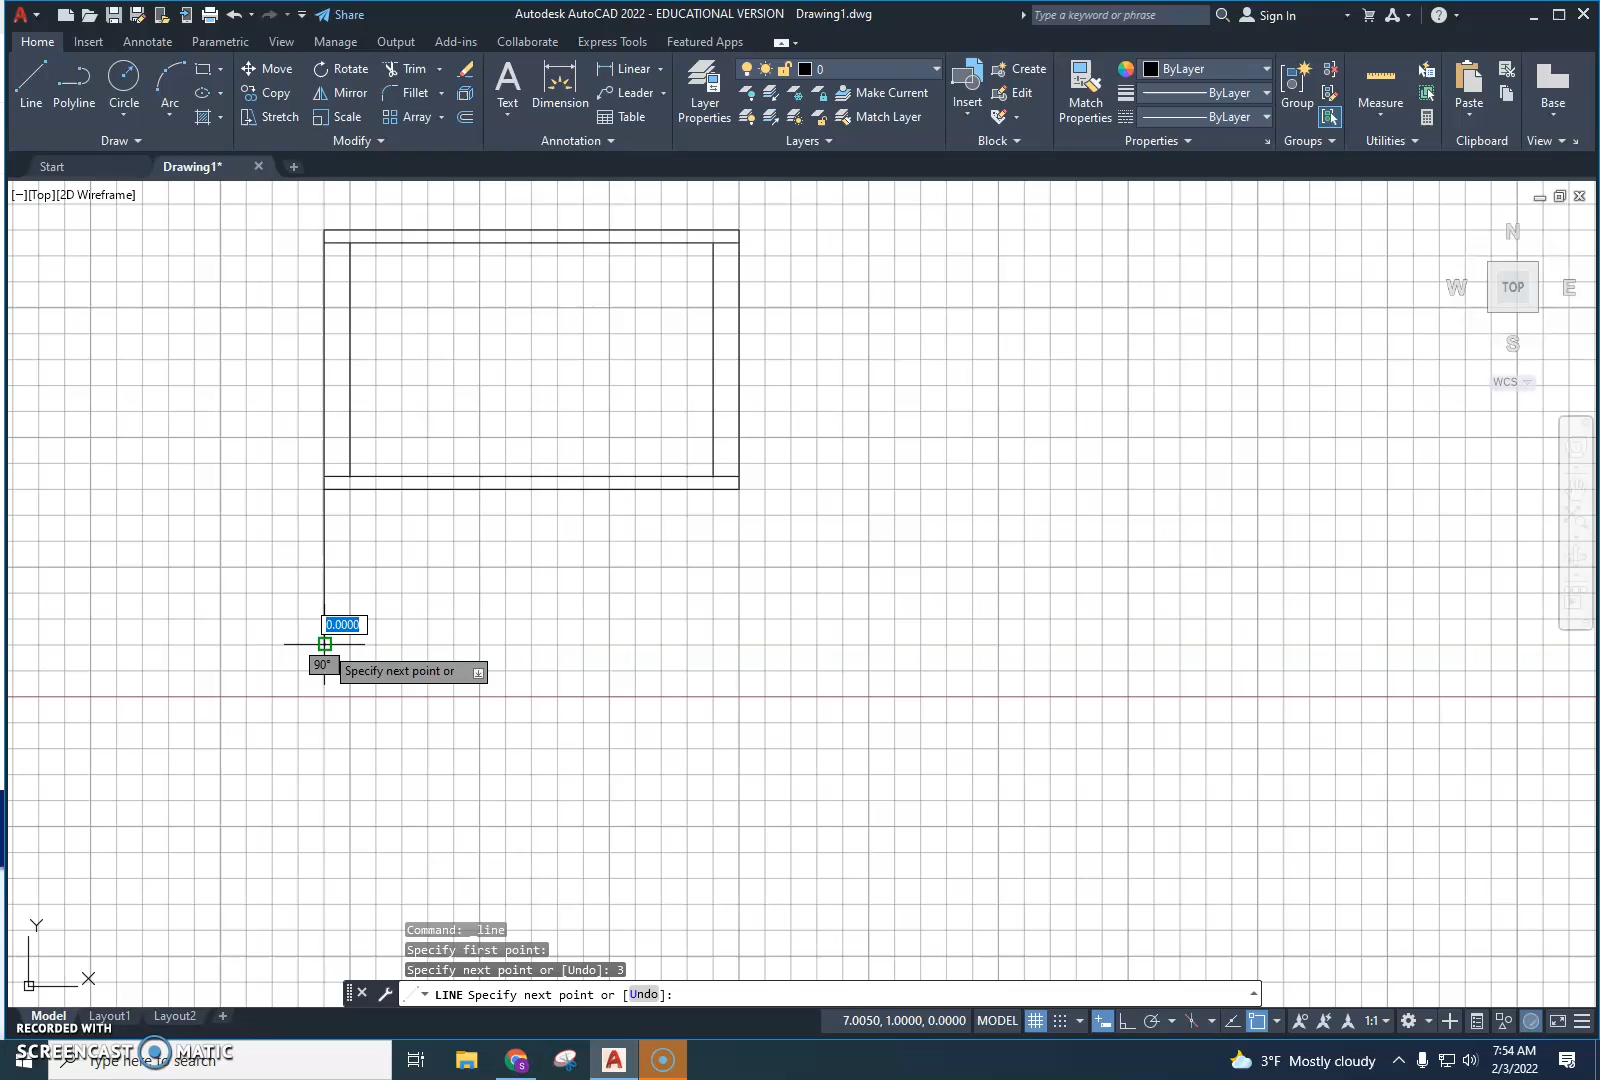 Share
Autodesk AutoCAD 2022 - EDUCATIONAL VERSION Drawing1.dwg
Type a keyword or phrase
Sign In
Home Insert Annotate Parametric View Manage Output Add-ins Collaborate Express Tools Featured Apps
Line Polyline Circle Arc
Move Rotate Trim
Copy Mirror Fillet
Stretch Scale Array
Text Dimension
Linear
Leader
Table
Layer Properties
0
Make Current
Match Layer
Insert
Create
Edit
Match Properties
ByLayer
ByLayer
ByLayer
Group
Measure
Paste
Base
Draw Modify Annotation Layers Block Properties Groups Utilities Clipboard View
Start Drawing1*
[−][Top][2D Wireframe]
N
W TOP E
S
WCS
0.0000
90°
Specify next point or
Y
X
Command: _line
Specify first point:
Specify next point or [Undo]: 3
LINE Specify next point or [Undo]:
Model Layout1 Layout2
7.0050, 1.0000, 0.0000 MODEL
1:1
RECORDED WITH
SCREENCAST MATIC
Type here to search
3°F Mostly cloudy
7:54 AM
2/3/2022